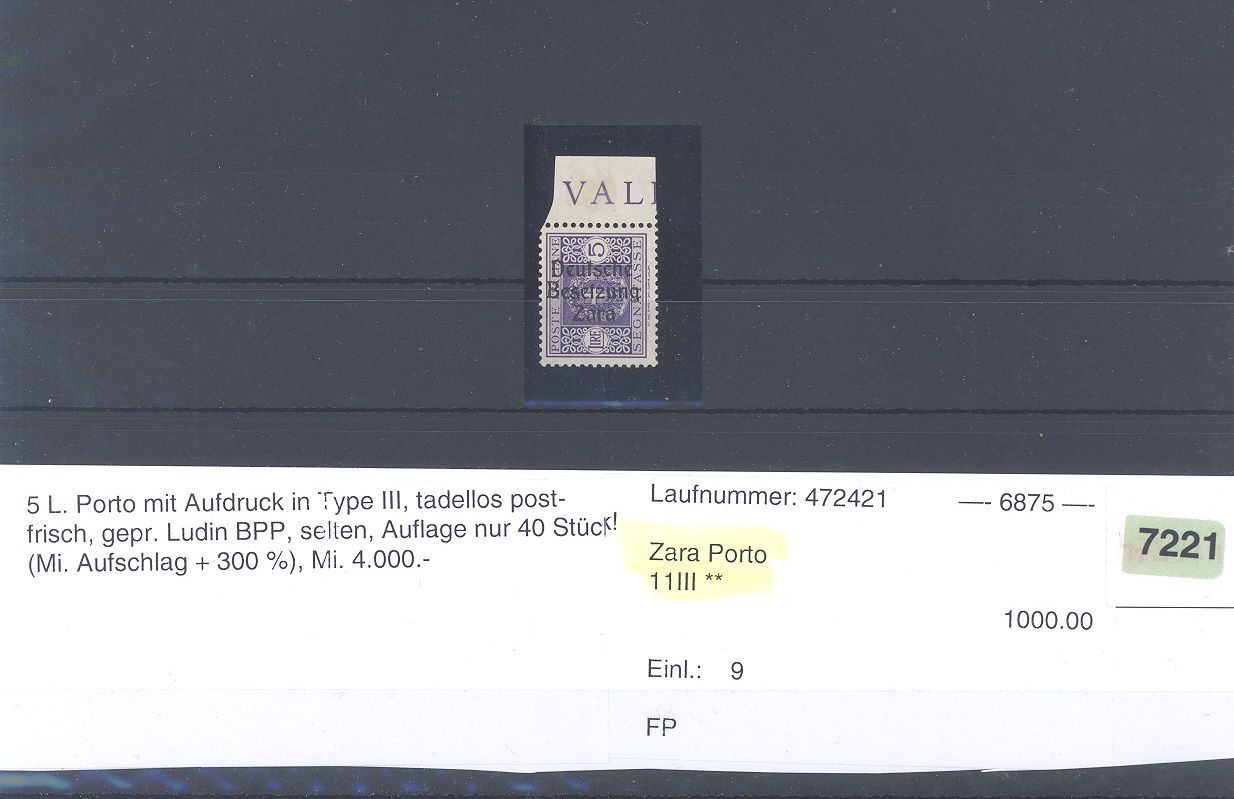 VALI
5
POSTE ITALIANE
SEGNATASSE
Deutsche
Besetzung
Zara
LIRE
5 L. Porto mit Aufdruck in Type III, tadellos post-
frisch, gepr. Ludin BPP, selten, Auflage nur 40 Stück!
(Mi. Aufschlag + 300 %), Mi. 4.000.-
Laufnummer: 472421 —- 6875 —-
Zara Porto
11III **
7221
1000.00
Einl.: 9
FP